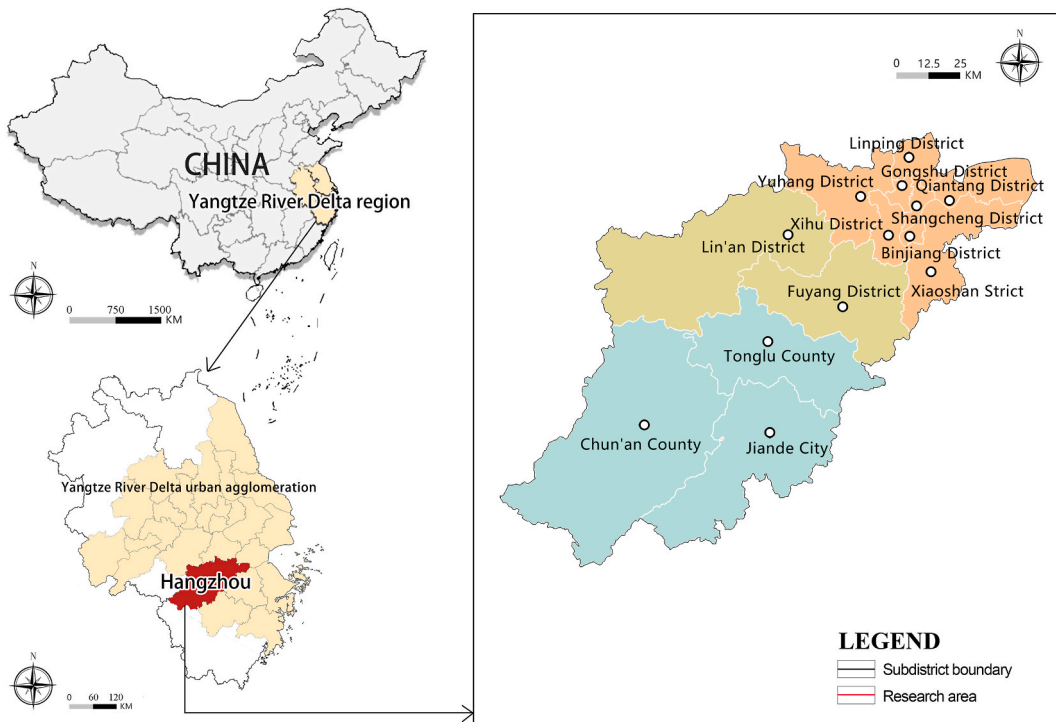 N
CHINA
Yangtze River Delta region
N
0 750 1500
KM
Yangtze River Delta urban agglomeration
Hangzhou
N
0 60 120
KM
N
0 12.5 25
KM
Linping District
Gongshu District
Yuhang District
Qiantang District
Xihu District
Shangcheng District
Lin'an District
Binjiang District
Fuyang District
Xiaoshan Strict
Tonglu County
Chun'an County
Jiande City
LEGEND
Subdistrict boundary
Research area